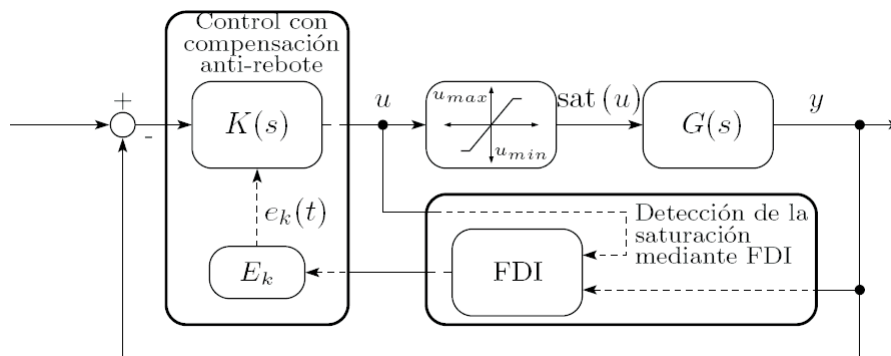 Control con
compensación
anti-rebote
+
-
K(s)
u
u_max
u_min
sat (u)
G(s)
y
e_k(t)
E_k
FDI
Detección de la
saturación
mediante FDI